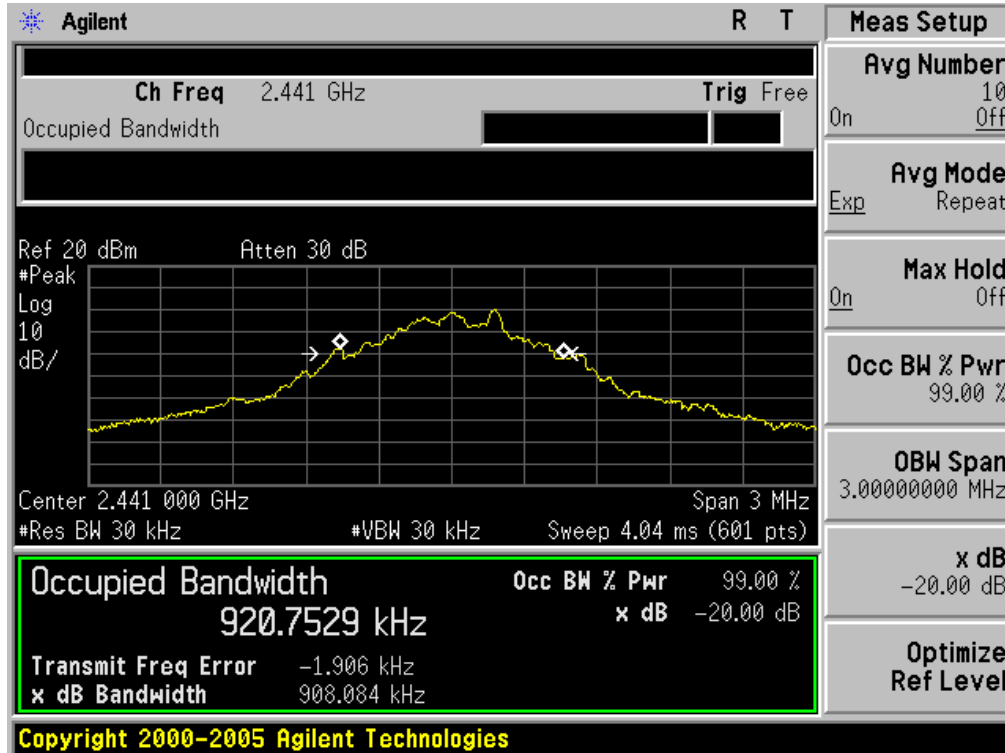 Agilent R T
Ch Freq 2.441 GHz Trig Free
Occupied Bandwidth
Ref 20 dBm Atten 30 dB
#Peak
Log
10
dB/
Center 2.441 000 GHz Span 3 MHz
#Res BW 30 kHz #VBW 30 kHz Sweep 4.04 ms (601 pts)
Occupied Bandwidth
920.7529 kHz
Occ BW % Pwr 99.00 %
x dB -20.00 dB
Transmit Freq Error -1.906 kHz
x dB Bandwidth 908.084 kHz
Copyright 2000-2005 Agilent Technologies
Meas Setup
Avg Number
10
On Off
Avg Mode
Exp Repeat
Max Hold
On Off
Occ BW % Pwr
99.00 %
OBW Span
3.00000000 MHz
x dB
-20.00 dB
Optimize
Ref Level